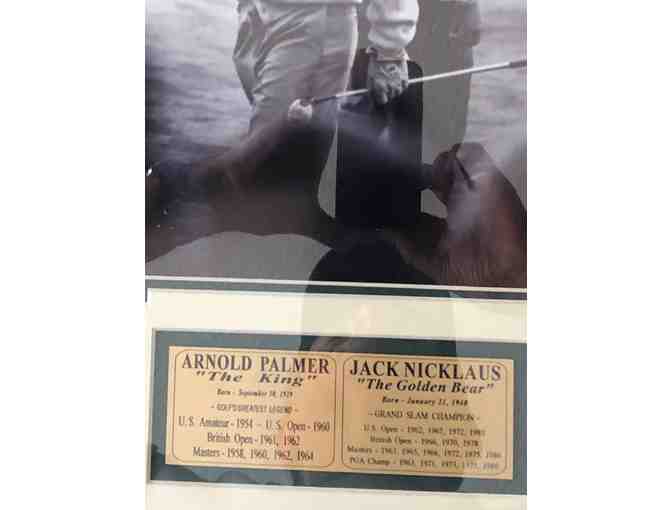 ARNOLD PALMER
"The King"
Born - September 10, 1929
- GOLF'S GREATEST LEGEND -
U.S. Amateur - 1954 - U.S. Open - 1960
British Open - 1961, 1962
Masters - 1958, 1960, 1962, 1964
JACK NICKLAUS
"The Golden Bear"
Born - January 21, 1940
- GRAND SLAM CHAMPION -
U.S. Open - 1962, 1967, 1972, 1980
British Open - 1966, 1970, 1978
Masters - 1963, 1965, 1966, 1972, 1975, 1986
PGA Champ - 1963, 1971, 1973, 1975, 1980